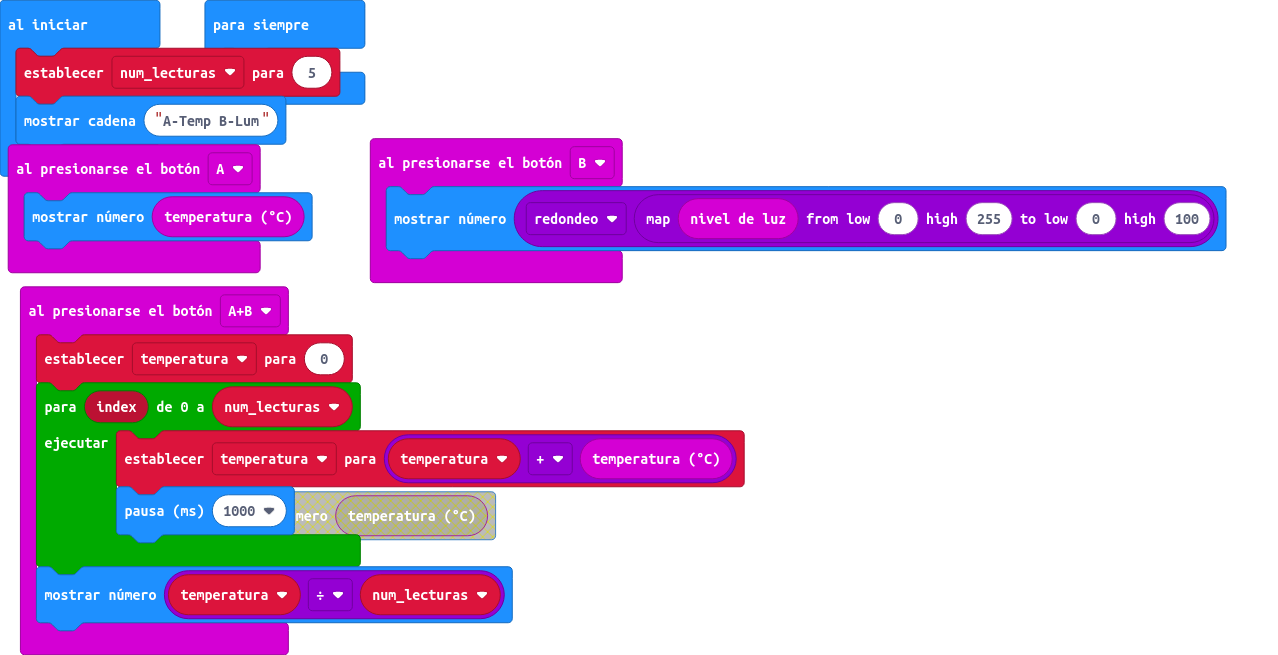 al iniciar
para siempre
establecer num_lecturas para 5
mostrar cadena "A-Temp B-Lum"
al presionarse el botón A
mostrar número temperatura (°C)
al presionarse el botón B
mostrar número redondeo map nivel de luz from low 0 high 255 to low 0 high 100
al presionarse el botón A+B
establecer temperatura para 0
para index de 0 a num_lecturas
ejecutar
establecer temperatura para temperatura + temperatura (°C)
pausa (ms) 1000
mero temperatura (°C)
mostrar número temperatura ÷ num_lecturas